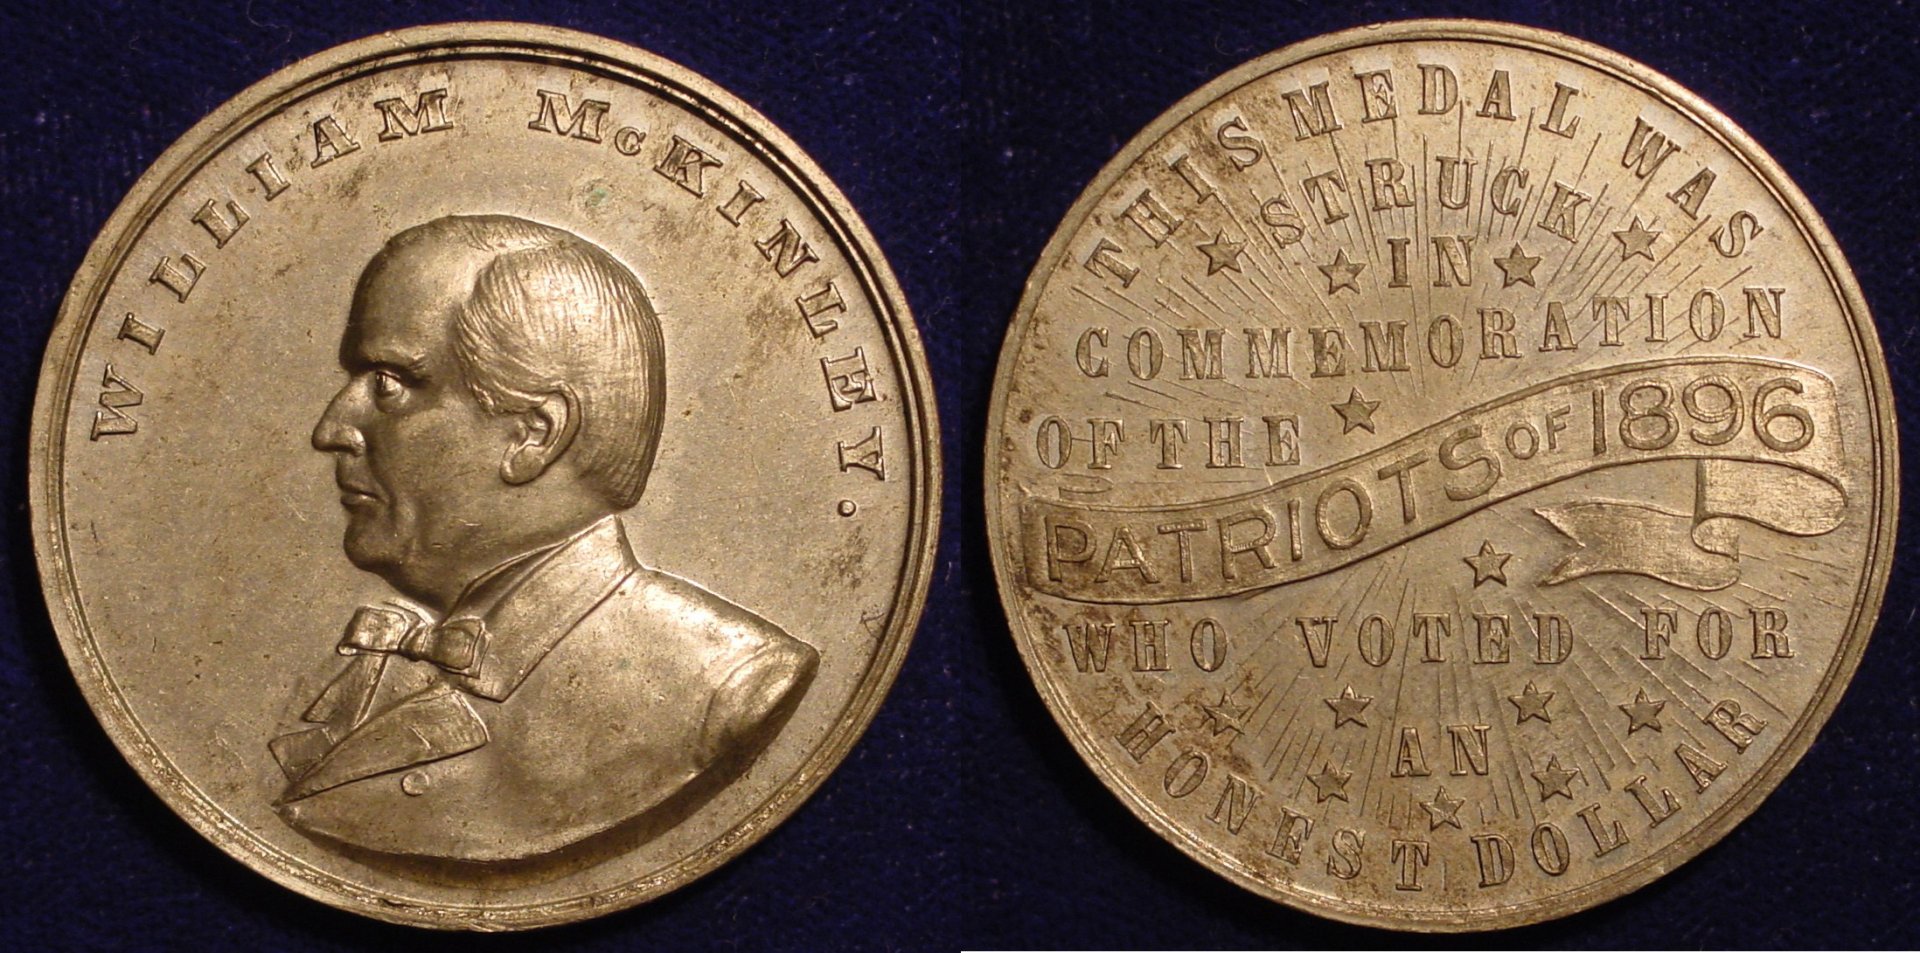 WILLIAM McKINLEY.
THIS MEDAL WAS
STRUCK
IN
COMMEMORATION
OF THE
PATRIOTS OF 1896
WHO VOTED FOR
AN
HONEST DOLLAR